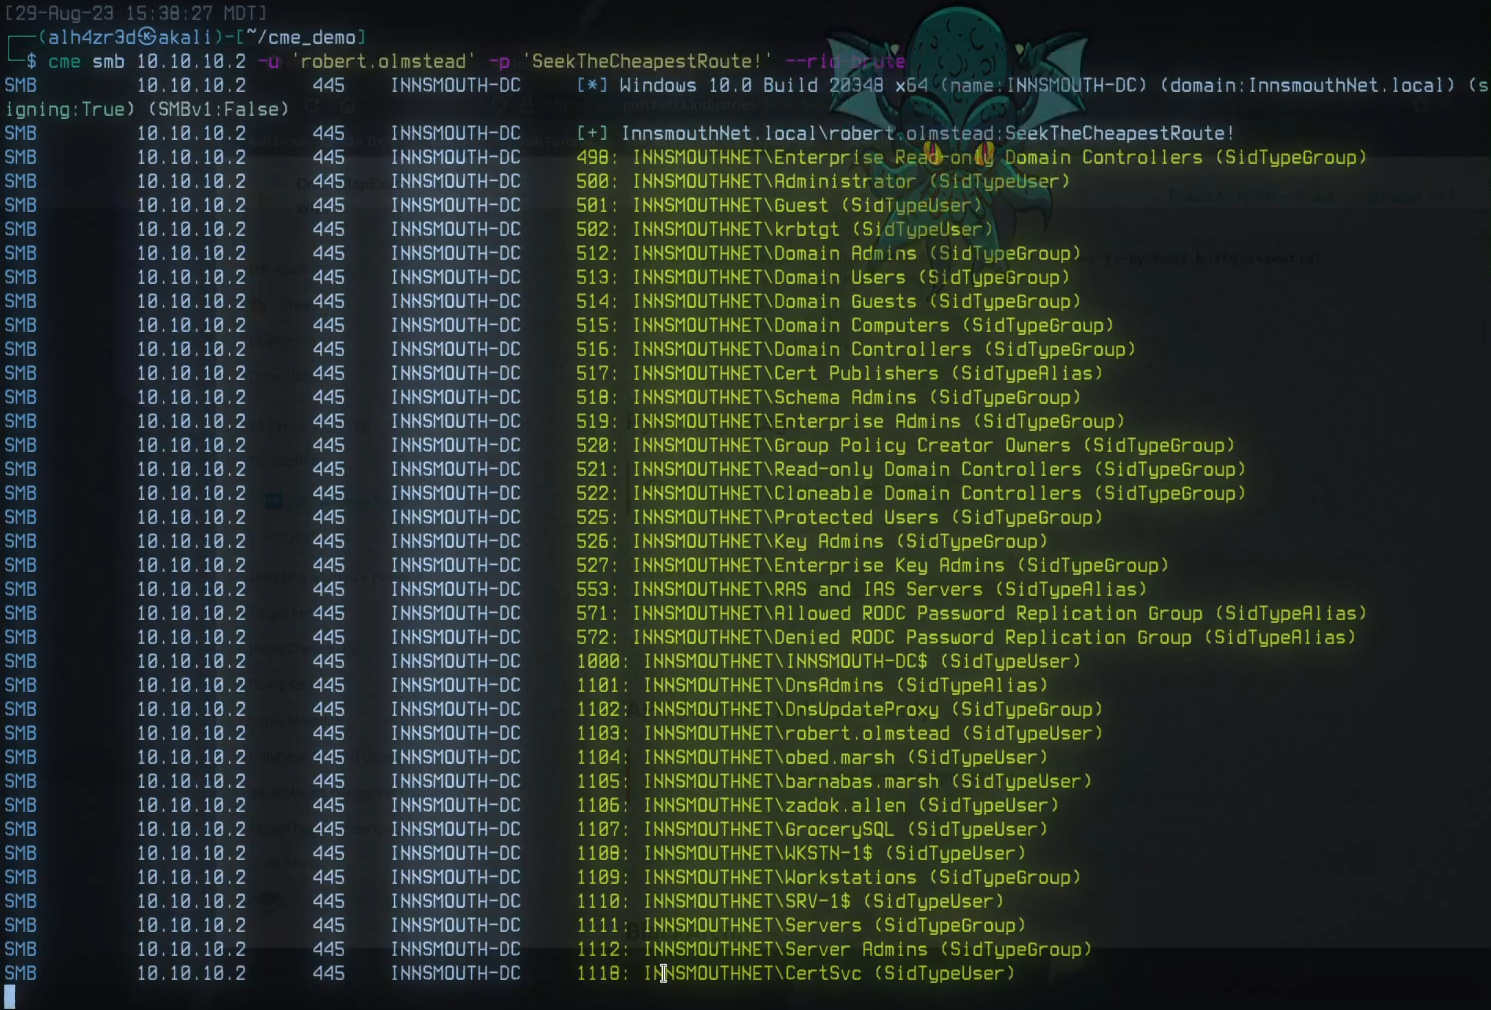 [29-Aug-23 15:38:27 MDT]
┌──(alh4zr3d㉿akali)-[~/cme_demo]
└─$ cme smb 10.10.10.2 -u 'robert.olmstead' -p 'SeekTheCheapestRoute!' --rid-brute
SMB 10.10.10.2 445 INNSMOUTH-DC [*] Windows 10.0 Build 20348 x64 (name:INNSMOUTH-DC) (domain:InnsmouthNet.local) (s
igning:True) (SMBv1:False)
SMB 10.10.10.2 445 INNSMOUTH-DC [+] InnsmouthNet.local\robert.olmstead:SeekTheCheapestRoute!
SMB 10.10.10.2 445 INNSMOUTH-DC 498: INNSMOUTHNET\Enterprise Read-only Domain Controllers (SidTypeGroup)
SMB 10.10.10.2 445 INNSMOUTH-DC 500: INNSMOUTHNET\Administrator (SidTypeUser)
SMB 10.10.10.2 445 INNSMOUTH-DC 501: INNSMOUTHNET\Guest (SidTypeUser)
SMB 10.10.10.2 445 INNSMOUTH-DC 502: INNSMOUTHNET\krbtgt (SidTypeUser)
SMB 10.10.10.2 445 INNSMOUTH-DC 512: INNSMOUTHNET\Domain Admins (SidTypeGroup)
SMB 10.10.10.2 445 INNSMOUTH-DC 513: INNSMOUTHNET\Domain Users (SidTypeGroup)
SMB 10.10.10.2 445 INNSMOUTH-DC 514: INNSMOUTHNET\Domain Guests (SidTypeGroup)
SMB 10.10.10.2 445 INNSMOUTH-DC 515: INNSMOUTHNET\Domain Computers (SidTypeGroup)
SMB 10.10.10.2 445 INNSMOUTH-DC 516: INNSMOUTHNET\Domain Controllers (SidTypeGroup)
SMB 10.10.10.2 445 INNSMOUTH-DC 517: INNSMOUTHNET\Cert Publishers (SidTypeAlias)
SMB 10.10.10.2 445 INNSMOUTH-DC 518: INNSMOUTHNET\Schema Admins (SidTypeGroup)
SMB 10.10.10.2 445 INNSMOUTH-DC 519: INNSMOUTHNET\Enterprise Admins (SidTypeGroup)
SMB 10.10.10.2 445 INNSMOUTH-DC 520: INNSMOUTHNET\Group Policy Creator Owners (SidTypeGroup)
SMB 10.10.10.2 445 INNSMOUTH-DC 521: INNSMOUTHNET\Read-only Domain Controllers (SidTypeGroup)
SMB 10.10.10.2 445 INNSMOUTH-DC 522: INNSMOUTHNET\Cloneable Domain Controllers (SidTypeGroup)
SMB 10.10.10.2 445 INNSMOUTH-DC 525: INNSMOUTHNET\Protected Users (SidTypeGroup)
SMB 10.10.10.2 445 INNSMOUTH-DC 526: INNSMOUTHNET\Key Admins (SidTypeGroup)
SMB 10.10.10.2 445 INNSMOUTH-DC 527: INNSMOUTHNET\Enterprise Key Admins (SidTypeGroup)
SMB 10.10.10.2 445 INNSMOUTH-DC 553: INNSMOUTHNET\RAS and IAS Servers (SidTypeAlias)
SMB 10.10.10.2 445 INNSMOUTH-DC 571: INNSMOUTHNET\Allowed RODC Password Replication Group (SidTypeAlias)
SMB 10.10.10.2 445 INNSMOUTH-DC 572: INNSMOUTHNET\Denied RODC Password Replication Group (SidTypeAlias)
SMB 10.10.10.2 445 INNSMOUTH-DC 1000: INNSMOUTHNET\INNSMOUTH-DC$ (SidTypeUser)
SMB 10.10.10.2 445 INNSMOUTH-DC 1101: INNSMOUTHNET\DnsAdmins (SidTypeAlias)
SMB 10.10.10.2 445 INNSMOUTH-DC 1102: INNSMOUTHNET\DnsUpdateProxy (SidTypeGroup)
SMB 10.10.10.2 445 INNSMOUTH-DC 1103: INNSMOUTHNET\robert.olmstead (SidTypeUser)
SMB 10.10.10.2 445 INNSMOUTH-DC 1104: INNSMOUTHNET\obed.marsh (SidTypeUser)
SMB 10.10.10.2 445 INNSMOUTH-DC 1105: INNSMOUTHNET\barnabas.marsh (SidTypeUser)
SMB 10.10.10.2 445 INNSMOUTH-DC 1106: INNSMOUTHNET\zadok.allen (SidTypeUser)
SMB 10.10.10.2 445 INNSMOUTH-DC 1107: INNSMOUTHNET\GrocerySQL (SidTypeUser)
SMB 10.10.10.2 445 INNSMOUTH-DC 1108: INNSMOUTHNET\WKSTN-1$ (SidTypeUser)
SMB 10.10.10.2 445 INNSMOUTH-DC 1109: INNSMOUTHNET\Workstations (SidTypeGroup)
SMB 10.10.10.2 445 INNSMOUTH-DC 1110: INNSMOUTHNET\SRV-1$ (SidTypeUser)
SMB 10.10.10.2 445 INNSMOUTH-DC 1111: INNSMOUTHNET\Servers (SidTypeGroup)
SMB 10.10.10.2 445 INNSMOUTH-DC 1112: INNSMOUTHNET\Server Admins (SidTypeGroup)
SMB 10.10.10.2 445 INNSMOUTH-DC 1118: INNSMOUTHNET\CertSvc (SidTypeUser)